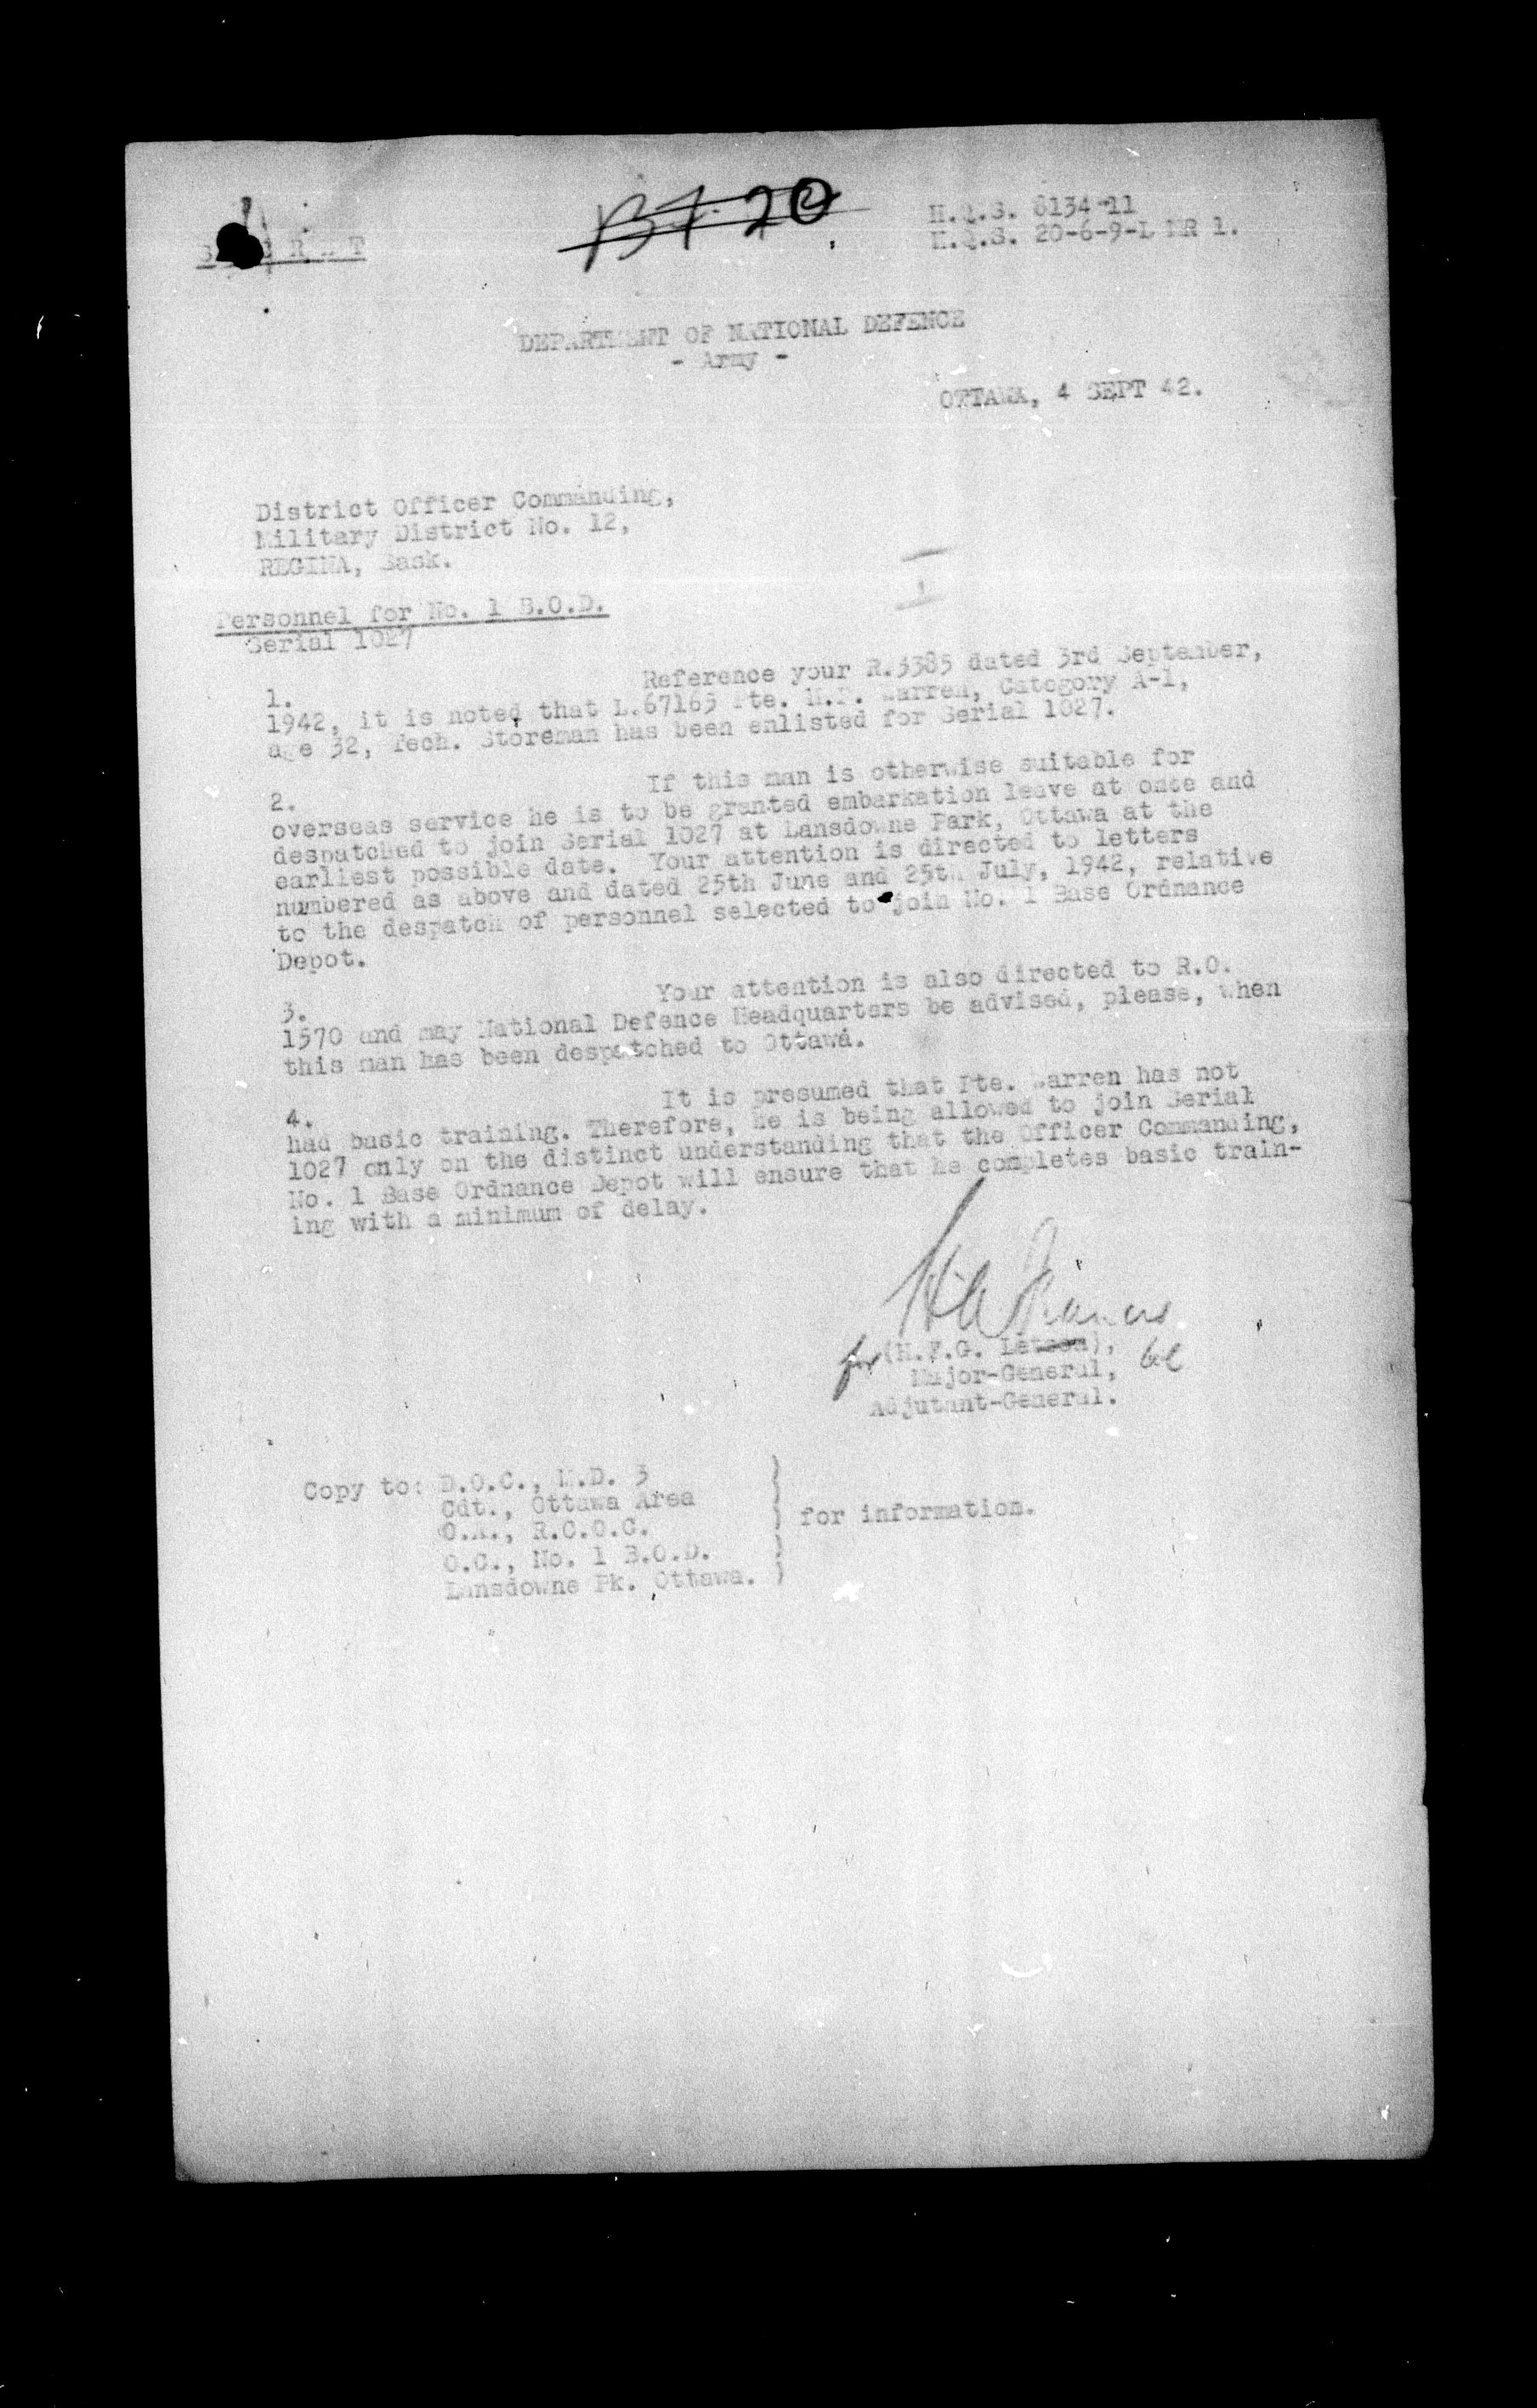 S E C R E T
BF. 20
H.Q.S. 8134-11
H.Q.S. 20-6-9-L MR 1.
DEPARTMENT OF NATIONAL DEFENCE
- Army -
OTTAWA, 4 SEPT 42.
District Officer Commanding,
Military District No. 12,
REGINA, Sask.
Personnel for No. 1 B.O.D.
Serial 1027
1. Reference your R.3385 dated 3rd September,
1942, it is noted that L.67165 Pte. Warren, Category A-1,
age 32, Tech. Storeman has been enlisted for Serial 1027.
2. If this man is otherwise suitable for
overseas service he is to be granted embarkation leave at once and
despatched to join Serial 1027 at Lansdowne Park, Ottawa at the
earliest possible date. Your attention is directed to letters
numbered as above and dated 25th June and 25th July, 1942, relative
to the despatch of personnel selected to join No. 1 Base Ordnance
Depot.
3. Your attention is also directed to R.O.
1570 and may National Defence Headquarters be advised, please, when
this man has been despatched to Ottawa.
4. It is presumed that Pte. Warren has not
had basic training. Therefore, he is being allowed to join Serial
1027 only on the distinct understanding that the Officer Commanding,
No. 1 Base Ordnance Depot will ensure that he completes basic train-
ing with a minimum of delay.
for (H.F.G. Letson),
Major-General,
Adjutant-General.
Copy to: D.O.C., M.D. 3
Cdt., Ottawa Area
R.C.O.C.
O.C., No. 1 B.O.D.
Lansdowne Pk. Ottawa.
for information.